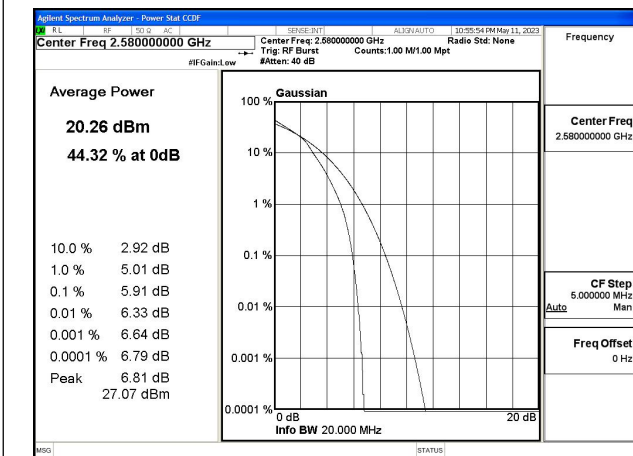 Agilent Spectrum Analyzer - Power Stat CCDF
RL RF 50 Ω AC SENSE:INT ALIGN AUTO 10:55:54 PM May 11, 2023
Center Freq 2.580000000 GHz
Center Freq: 2.580000000 GHz Radio Std: None
Trig: RF Burst Counts:1.00 M/1.00 Mpt
#IFGain:Low #Atten: 40 dB
Frequency
Average Power
20.26 dBm
44.32 % at 0dB
10.0 % 2.92 dB
1.0 % 5.01 dB
0.1 % 5.91 dB
0.01 % 6.33 dB
0.001 % 6.64 dB
0.0001 % 6.79 dB
Peak 6.81 dB
27.07 dBm
Gaussian
100 %
10 %
1 %
0.1 %
0.01 %
0.001 %
0.0001 %
0 dB 20 dB
Info BW 20.000 MHz
Center Freq
2.580000000 GHz
CF Step
5.000000 MHz
Auto Man
Freq Offset
0 Hz
MSG STATUS